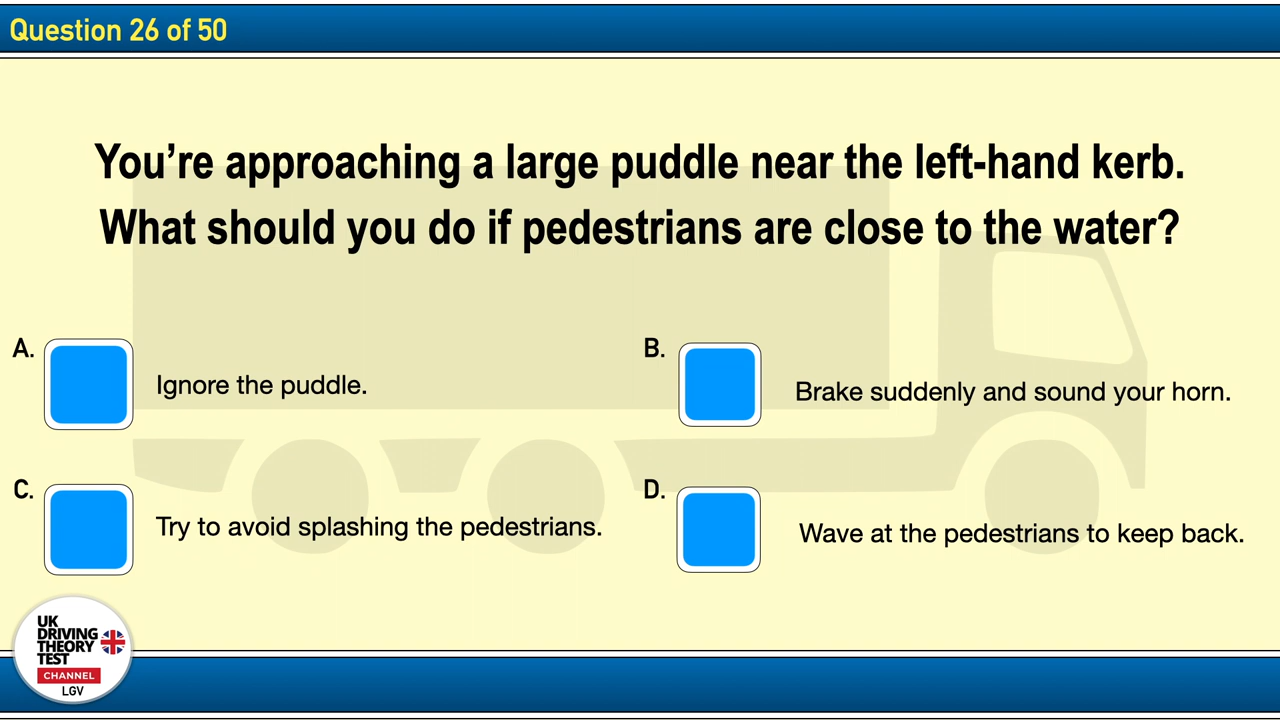 Question 26 of 50
You’re approaching a large puddle near the left-hand kerb.
What should you do if pedestrians are close to the water?
A.
Ignore the puddle.
B.
Brake suddenly and sound your horn.
C.
Try to avoid splashing the pedestrians.
D.
Wave at the pedestrians to keep back.
UK
DRIVING
THEORY
TEST
CHANNEL
LGV